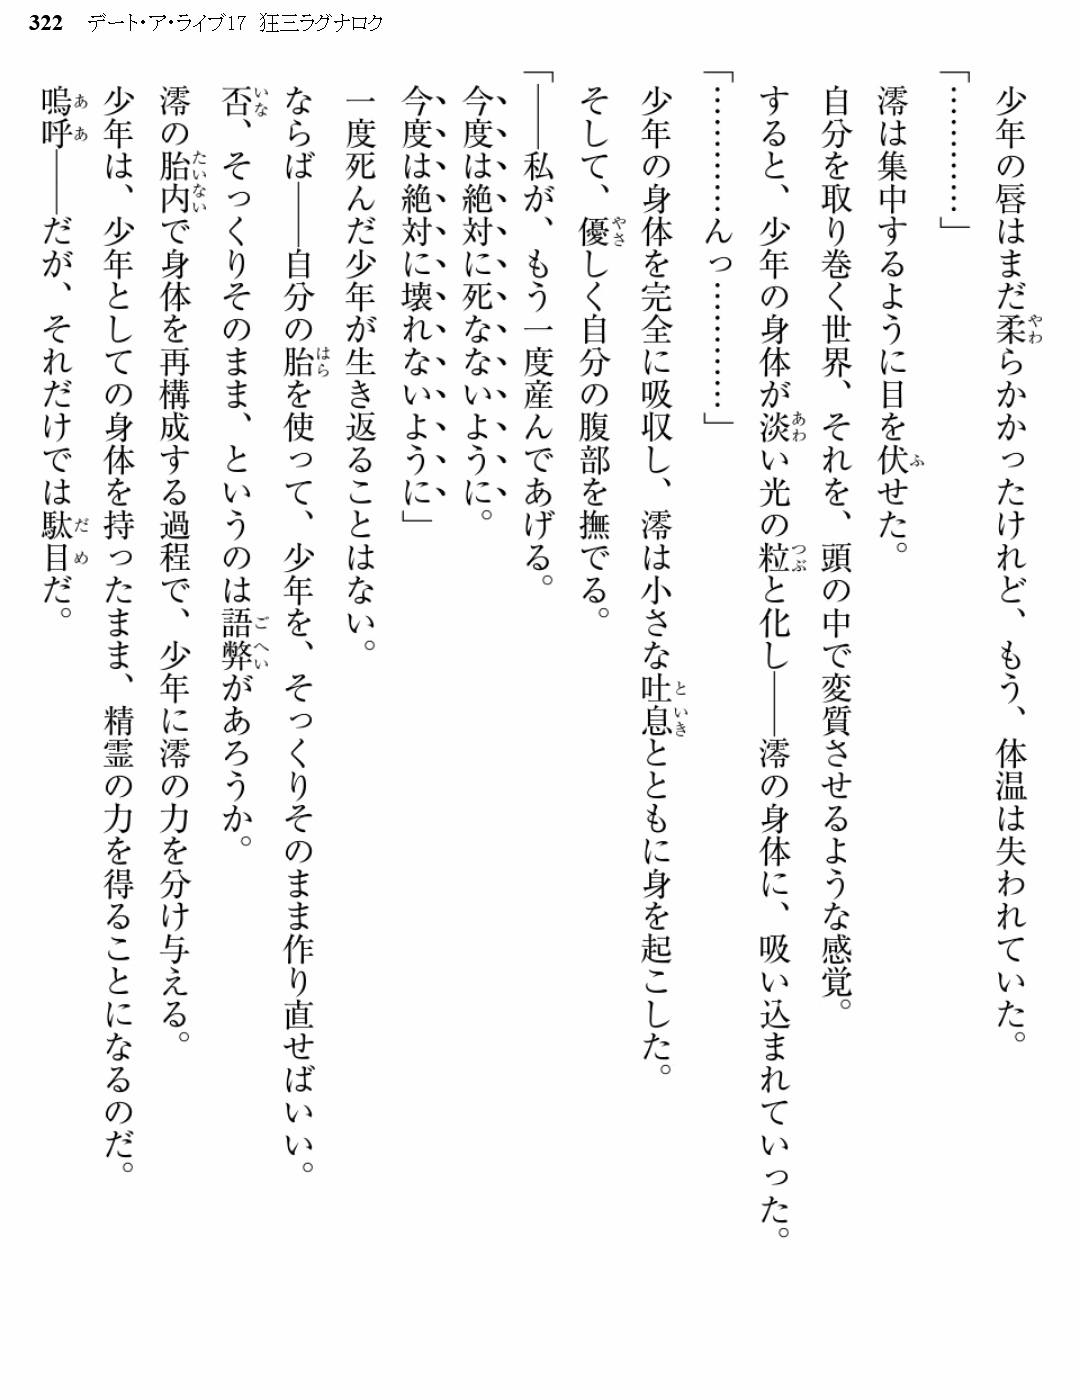 322 デート・ア・ライブ17 狂三ラグナロク
少年の唇はまだ柔らかかったけれど、もう、体温は失われていた。
「…………」
澪は集中するように目を伏せた。
自分を取り巻く世界、それを、頭の中で変質させるような感覚。
すると、少年の身体が淡い光の粒と化し――澪の身体に、吸い込まれていった。
「…………んっ…………」
少年の身体を完全に吸収し、澪は小さな吐息とともに身を起こした。
そして、優しく自分の腹部を撫でる。
「――私が、もう一度産んであげる。
今度は絶対に死なないように。
今度は絶対に壊れないように」
一度死んだ少年が生き返ることはない。
ならば――自分の胎を使って、少年を、そっくりそのまま作り直せばいい。
否、そっくりそのまま、というのは語弊があろうか。
澪の胎内で身体を再構成する過程で、少年に澪の力を分け与える。
少年は、少年としての身体を持ったまま、精霊の力を得ることになるのだ。
嗚呼――だが、それだけでは駄目だ。